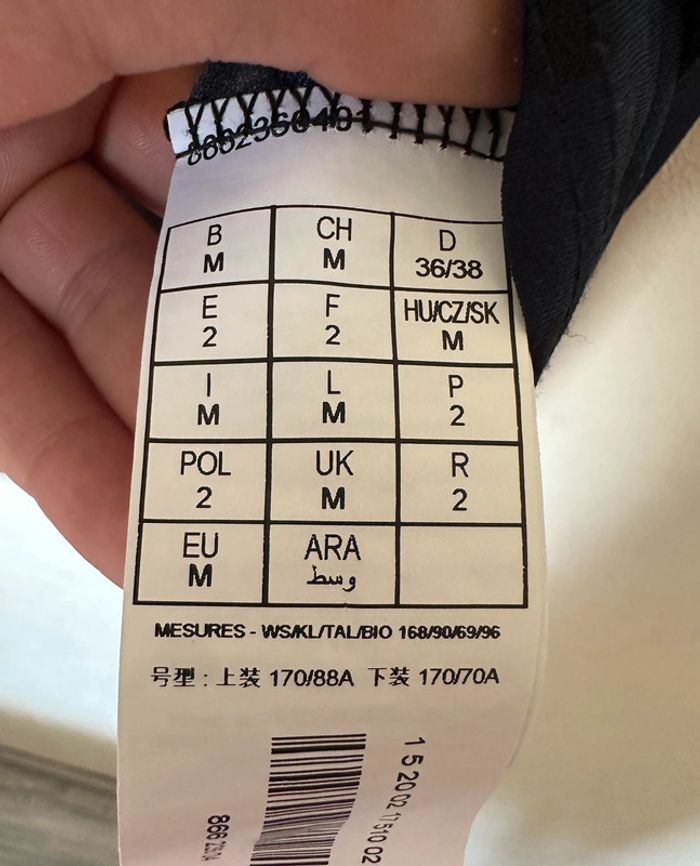 B CH D
M M 36/38
E F HU/CZ/SK
2 2 M
I L P
M M 2
POL UK R
2 M 2
EU ARA
M وسط
MESURES - WS/KL/TAL/BIO 168/90/69/96
号型 : 上装 170/88A 下装 170/70A